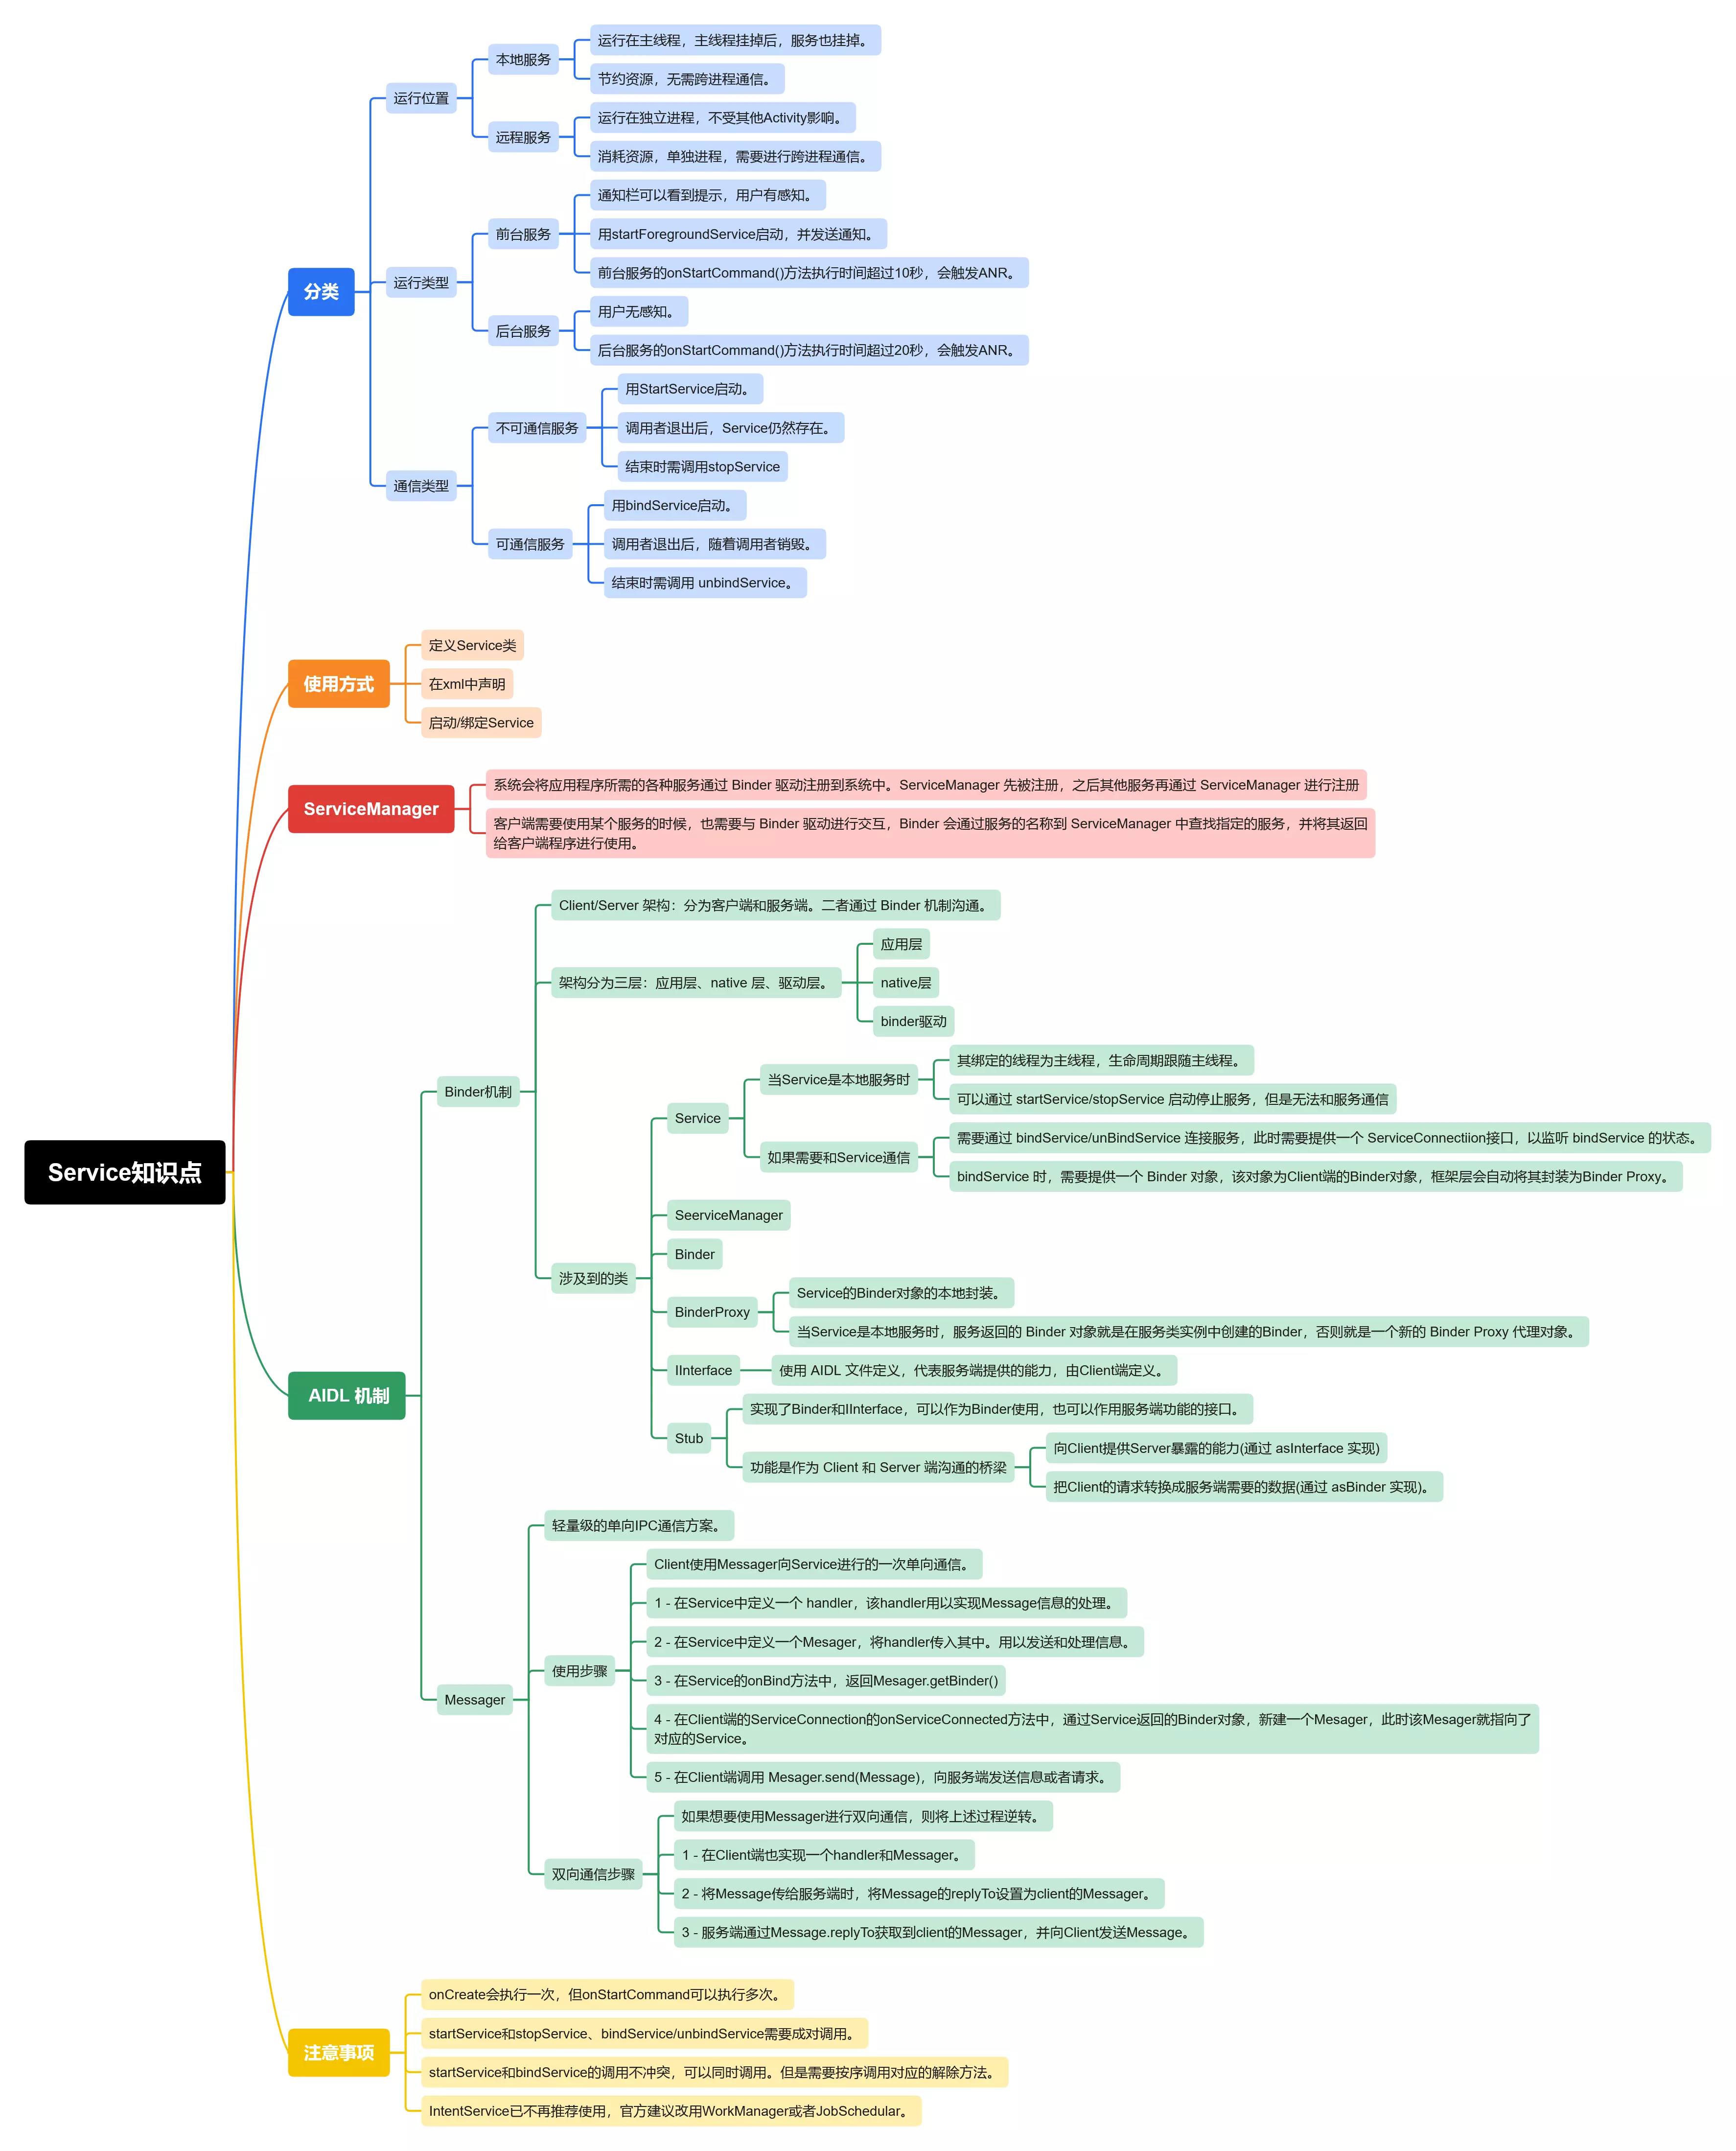 Service知识点
分类
运行位置
本地服务
运行在主线程，主线程挂掉后，服务也挂掉。
节约资源，无需跨进程通信。
远程服务
运行在独立进程，不受其他Activity影响。
消耗资源，单独进程，需要进行跨进程通信。
运行类型
前台服务
通知栏可以看到提示，用户有感知。
用startForegroundService启动，并发送通知。
前台服务的onStartCommand()方法执行时间超过10秒，会触发ANR。
后台服务
用户无感知。
后台服务的onStartCommand()方法执行时间超过20秒，会触发ANR。
通信类型
不可通信服务
用StartService启动。
调用者退出后，Service仍然存在。
结束时需调用stopService
可通信服务
用bindService启动。
调用者退出后，随着调用者销毁。
结束时需调用 unbindService。
使用方式
定义Service类
在xml中声明
启动/绑定Service
ServiceManager
系统会将应用程序所需的各种服务通过 Binder 驱动注册到系统中。ServiceManager 先被注册，之后其他服务再通过 ServiceManager 进行注册
客户端需要使用某个服务的时候，也需要与 Binder 驱动进行交互，Binder 会通过服务的名称到 ServiceManager 中查找指定的服务，并将其返回
给客户端程序进行使用。
AIDL 机制
Binder机制
Client/Server 架构：分为客户端和服务端。二者通过 Binder 机制沟通。
架构分为三层：应用层、native 层、驱动层。
应用层
native层
binder驱动
涉及到的类
Service
当Service是本地服务时
其绑定的线程为主线程，生命周期跟随主线程。
可以通过 startService/stopService 启动停止服务，但是无法和服务通信
如果需要和Service通信
需要通过 bindService/unBindService 连接服务，此时需要提供一个 ServiceConnectiion接口，以监听 bindService 的状态。
bindService 时，需要提供一个 Binder 对象，该对象为Client端的Binder对象，框架层会自动将其封装为Binder Proxy。
SeerviceManager
Binder
BinderProxy
Service的Binder对象的本地封装。
当Service是本地服务时，服务返回的 Binder 对象就是在服务类实例中创建的Binder，否则就是一个新的 Binder Proxy 代理对象。
IInterface
使用 AIDL 文件定义，代表服务端提供的能力，由Client端定义。
Stub
实现了Binder和IInterface，可以作为Binder使用，也可以作用服务端功能的接口。
功能是作为 Client 和 Server 端沟通的桥梁
向Client提供Server暴露的能力(通过 asInterface 实现)
把Client的请求转换成服务端需要的数据(通过 asBinder 实现)。
Messager
轻量级的单向IPC通信方案。
使用步骤
Client使用Messager向Service进行的一次单向通信。
1 - 在Service中定义一个 handler，该handler用以实现Message信息的处理。
2 - 在Service中定义一个Mesager，将handler传入其中。用以发送和处理信息。
3 - 在Service的onBind方法中，返回Mesager.getBinder()
4 - 在Client端的ServiceConnection的onServiceConnected方法中，通过Service返回的Binder对象，新建一个Mesager，此时该Mesager就指向了
对应的Service。
5 - 在Client端调用 Mesager.send(Message)，向服务端发送信息或者请求。
双向通信步骤
如果想要使用Messager进行双向通信，则将上述过程逆转。
1 - 在Client端也实现一个handler和Messager。
2 - 将Message传给服务端时，将Message的replyTo设置为client的Messager。
3 - 服务端通过Message.replyTo获取到client的Messager，并向Client发送Message。
注意事项
onCreate会执行一次，但onStartCommand可以执行多次。
startService和stopService、bindService/unbindService需要成对调用。
startService和bindService的调用不冲突，可以同时调用。但是需要按序调用对应的解除方法。
IntentService已不再推荐使用，官方建议改用WorkManager或者JobSchedular。